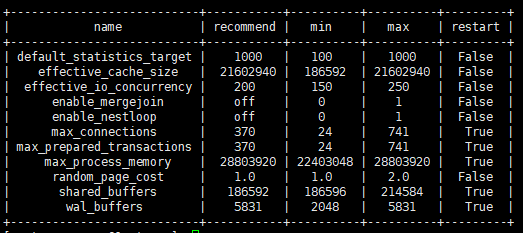 name | recommend | min | max | restart
default_statistics_target | 1000 | 100 | 1000 | False
effective_cache_size | 21602940 | 186592 | 21602940 | False
effective_io_concurrency | 200 | 150 | 250 | False
enable_mergejoin | off | 0 | 1 | False
enable_nestloop | off | 0 | 1 | False
max_connections | 370 | 24 | 741 | True
max_prepared_transactions | 370 | 24 | 741 | True
max_process_memory | 28803920 | 22403048 | 28803920 | True
random_page_cost | 1.0 | 1.0 | 2.0 | False
shared_buffers | 186592 | 186596 | 214584 | True
wal_buffers | 5831 | 2048 | 5831 | True